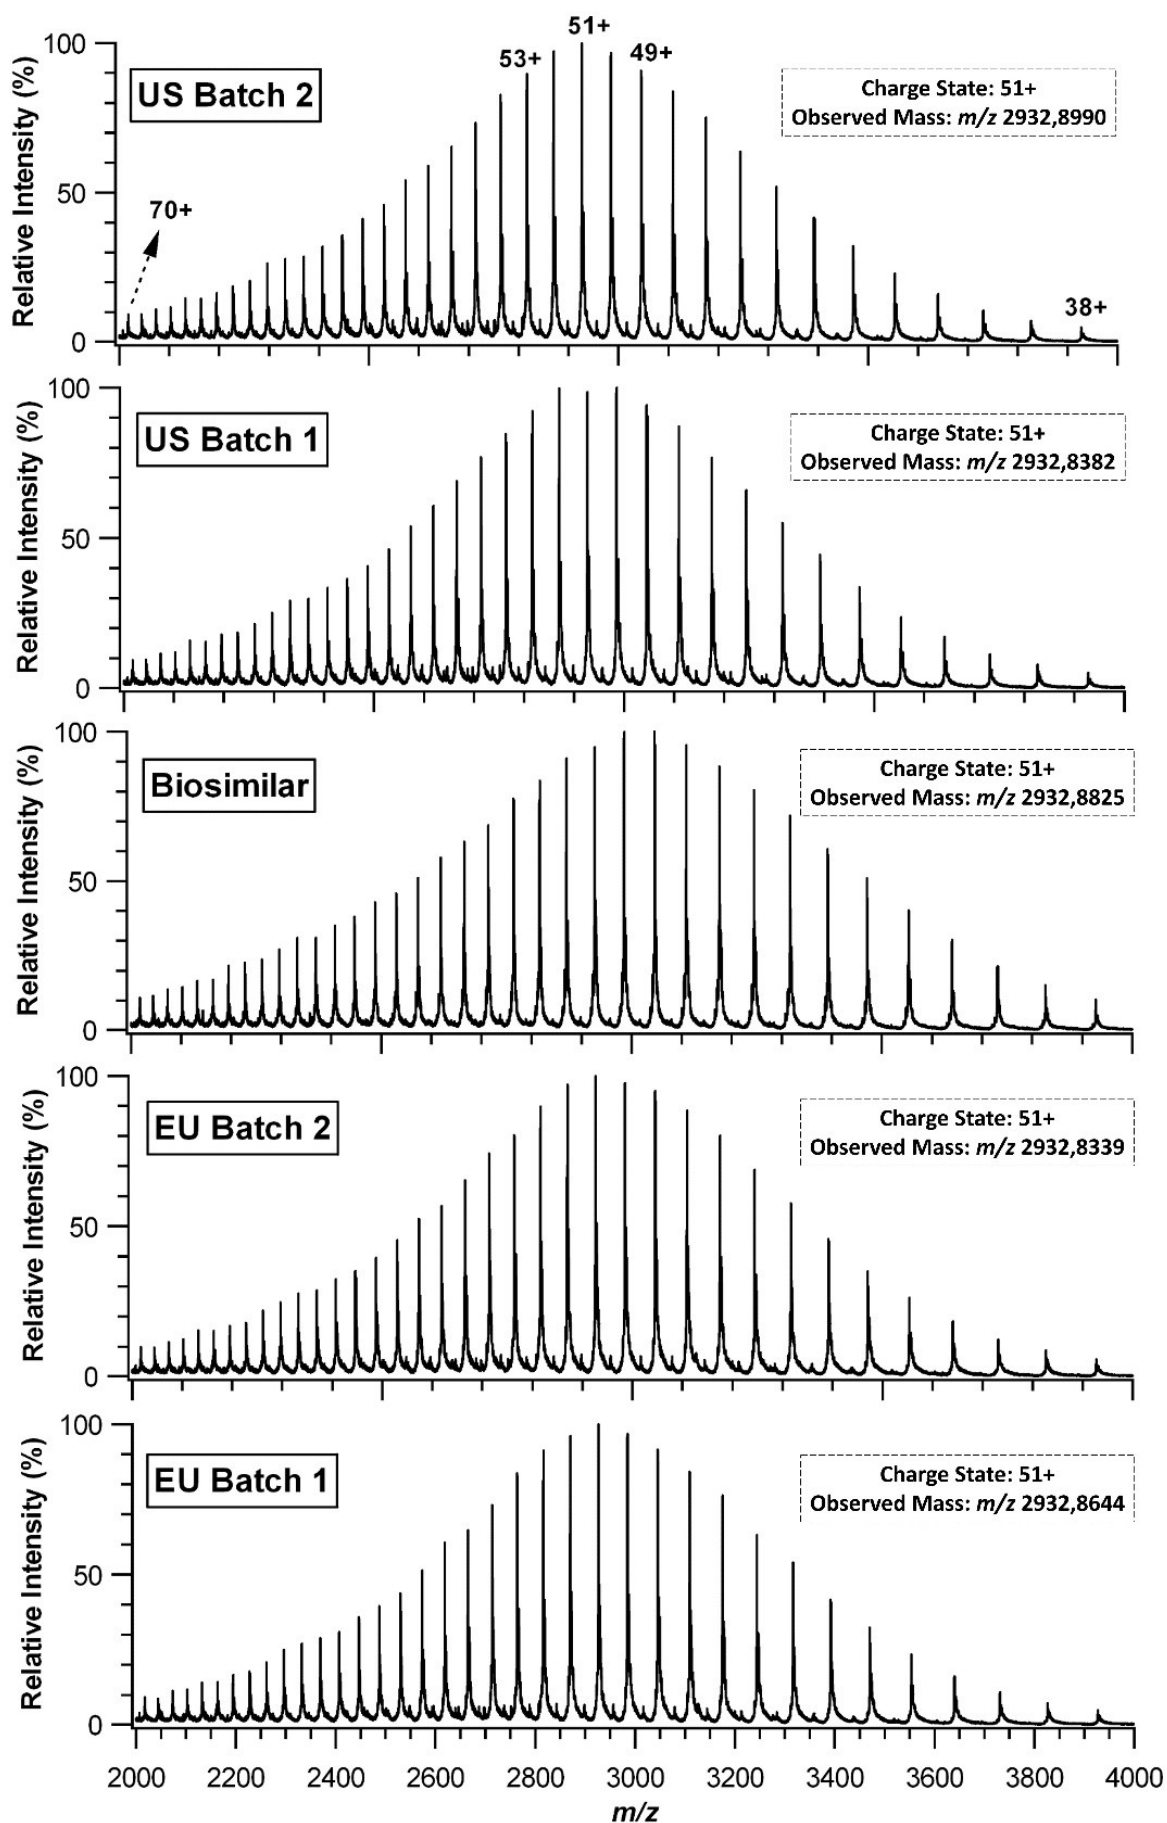 51+
53+
49+
100
US Batch 2
Charge State: 51+
Observed Mass: m/z 2932,8990
Relative Intensity (%)
50
70+
38+
0
100
US Batch 1
Charge State: 51+
Observed Mass: m/z 2932,8382
Relative Intensity (%)
50
0
100
Biosimilar
Charge State: 51+
Observed Mass: m/z 2932,8825
Relative Intensity (%)
50
0
100
EU Batch 2
Charge State: 51+
Observed Mass: m/z 2932,8339
Relative Intensity (%)
50
0
100
EU Batch 1
Charge State: 51+
Observed Mass: m/z 2932,8644
Relative Intensity (%)
50
0
2000 2200 2400 2600 2800 3000 3200 3400 3600 3800 4000
m/z